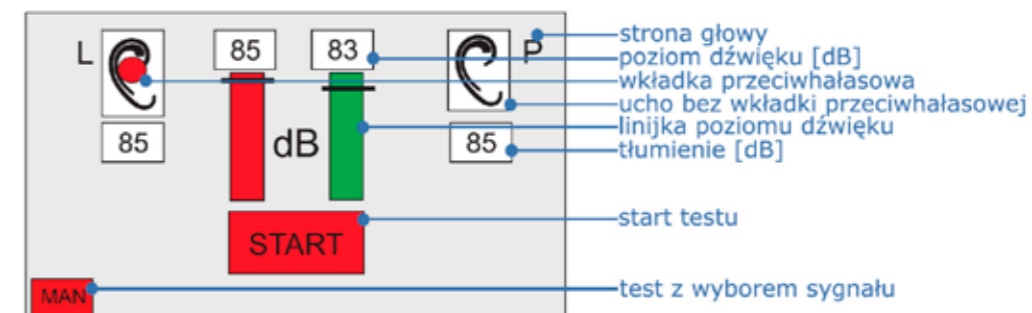 L
85
83
P
strona głowy
poziom dźwięku [dB]
wkładka przeciwhałasowa
ucho bez wkładki przeciwhałasowej
85
dB
85
linijka poziomu dźwięku
tłumienie [dB]
START
start testu
MAN
test z wyborem sygnału